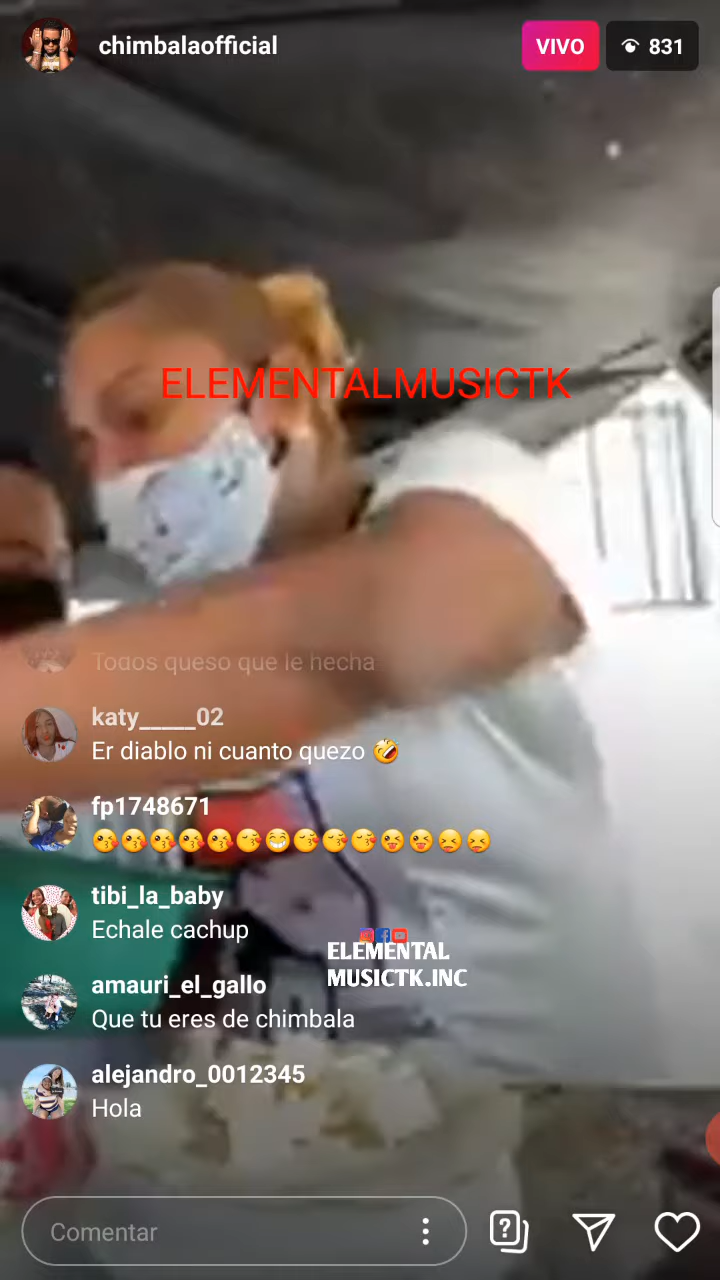 chimbalaofficial
VIVO
831
ELEMENTALMUSICTK
Todos queso que le hecha
katy_____02
Er diablo ni cuanto quezo 🤣
fp1748671
😘😘😘😘😘😙😁😙😙😙😜😜😝😝
tibi_la_baby
Echale cachup
ELEMENTAL
MUSICTK.INC
amauri_el_gallo
Que tu eres de chimbala
alejandro_0012345
Hola
Comentar